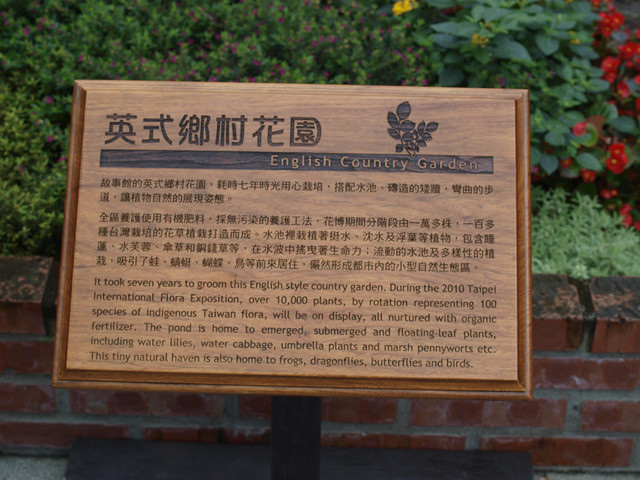 英式鄉村花園
English Country Garden
故事館的英式鄉村花園，耗時七年時光用心栽培，搭配水池、磚造的矮牆，彎曲的步
道，讓植物自然的展現姿態。
全區養護使用有機肥料，採無污染的養護工法，花博期間分階段由一萬多株，一百多
種台灣栽培的花草植栽打造而成。水池裡栽植著挺水、沈水及浮葉等植物，包含睡
蓮、水芙蓉、傘草和銅錢草等，在水波中搖曳著生命力；流動的水池及多樣性的植
栽，吸引了蛙、蜻蜓、蝴蝶、鳥等前來居住，儼然形成都市內的小型自然生態區。
It took seven years to groom this English style country garden. During the 2010 Taipei
International Flora Exposition, over 10,000 plants, by rotation representing 100
species of indigenous Taiwan flora, will be on display, all nurtured with organic
fertilizer. The pond is home to emerged, submerged and floating-leaf plants,
including water lilies, water cabbage, umbrella plants and marsh pennyworts etc.
This tiny natural haven is also home to frogs, dragonflies, butterflies and birds.